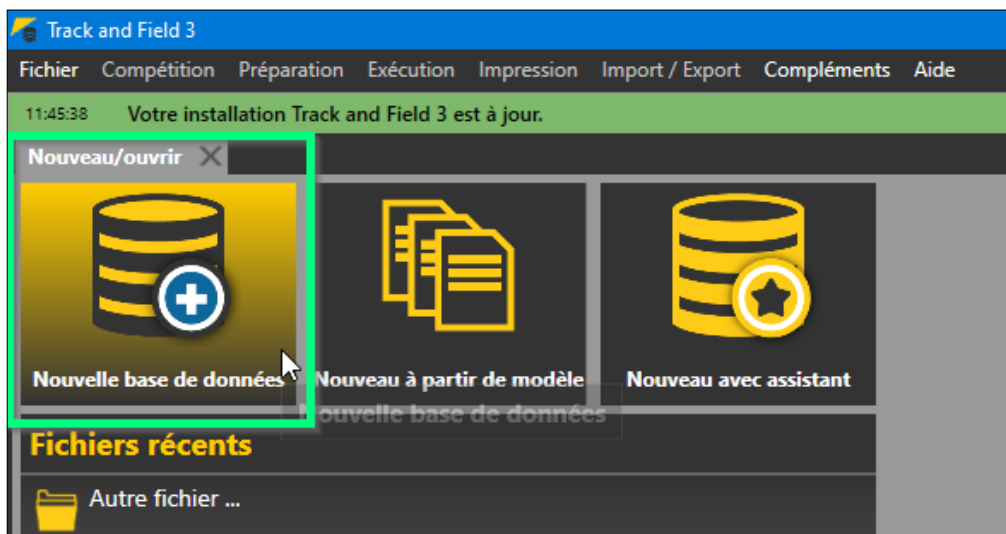 Track and Field 3
Fichier Compétition Préparation Exécution Impression Import / Export Compléments Aide
11:45:38 Votre installation Track and Field 3 est à jour.
Nouveau/ouvrir
Nouvelle base de données Nouveau à partir de modèle Nouveau avec assistant
Nouvelle base de données
Fichiers récents
Autre fichier ...